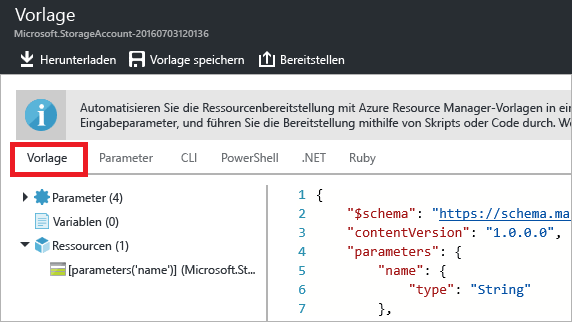 Vorlage
Microsoft.StorageAccount-20160703120136
Herunterladen Vorlage speichern Bereitstellen
Automatisieren Sie die Ressourcenbereitstellung mit Azure Resource Manager-Vorlagen in ein
Eingabeparameter, und führen Sie die Bereitstellung mithilfe von Skripts oder Code durch. We
Vorlage Parameter CLI PowerShell .NET Ruby
Parameter (4)
Variablen (0)
Ressourcen (1)
[parameters('name')] (Microsoft.St...
1 {
2 "$schema": "https://schema.ma
3 "contentVersion": "1.0.0.0",
4 "parameters": {
5 "name": {
6 "type": "String"
7 },